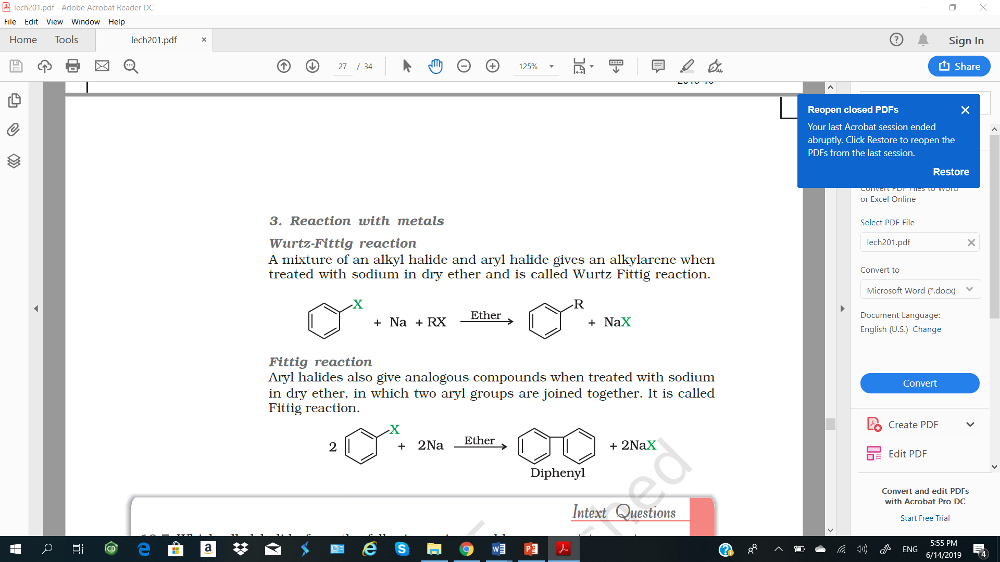 lech201.pdf - Adobe Acrobat Reader DC
File Edit View Window Help
Home Tools lech201.pdf × ? Sign In
27 / 34 125% Share
Reopen closed PDFs
Your last Acrobat session ended
abruptly. Click Restore to reopen the
PDFs from the last session.
Restore
3. Reaction with metals
Wurtz-Fittig reaction
A mixture of an alkyl halide and aryl halide gives an alkylarene when
treated with sodium in dry ether and is called Wurtz-Fittig reaction.
X + Na + RX Ether R + NaX
Fittig reaction
Aryl halides also give analogous compounds when treated with sodium
in dry ether, in which two aryl groups are joined together. It is called
Fittig reaction.
2 X + 2Na Ether + 2NaX
Diphenyl
Intext Questions
Convert PDF Files to Word
or Excel Online
Select PDF File
lech201.pdf
Convert to
Microsoft Word (*.docx)
Document Language:
English (U.S.) Change
Convert
Create PDF
Edit PDF
Convert and edit PDFs
with Acrobat Pro DC
Start Free Trial
ENG
5:55 PM
6/14/2019
4